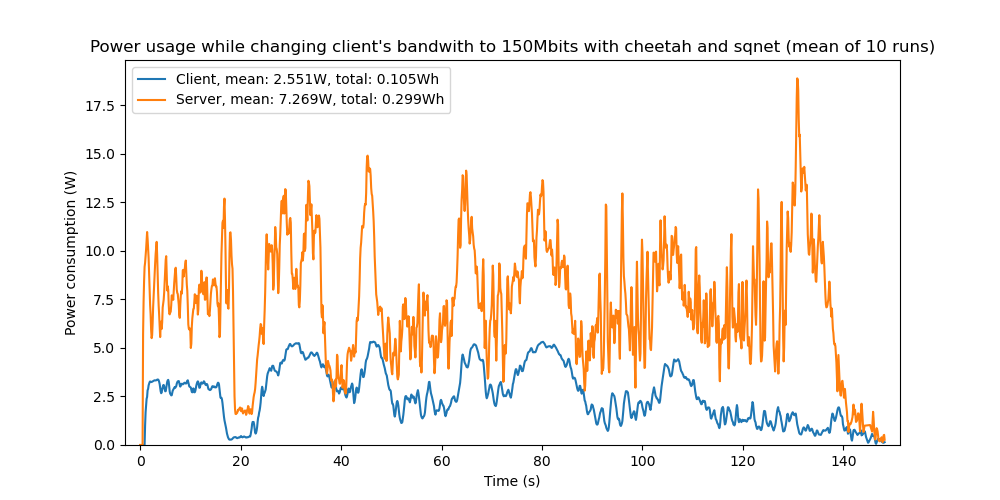 Power usage while changing client's bandwith to 150Mbits with cheetah and sqnet (mean of 10 runs)
Client, mean: 2.551W, total: 0.105Wh
Server, mean: 7.269W, total: 0.299Wh
Power consumption (W)
17.5
15.0
12.5
10.0
7.5
5.0
2.5
0.0
0 20 40 60 80 100 120 140
Time (s)